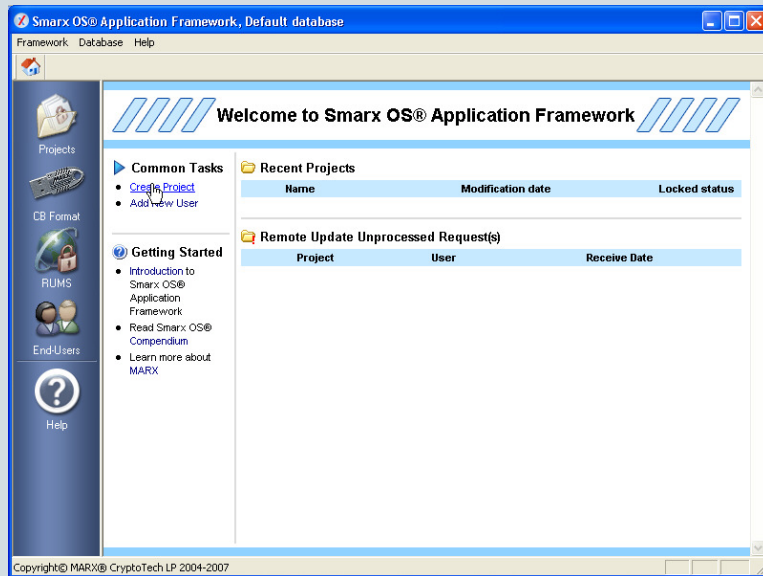 Smarx OS® Application Framework, Default database
Framework Database Help
Welcome to Smarx OS® Application Framework
Projects
CB Format
RUMS
End-Users
Help
Common Tasks
Create Project
Add New User
Getting Started
Introduction to
Smarx OS®
Application
Framework
Read Smarx OS®
Compendium
Learn more about
MARX
Recent Projects
Name Modification date Locked status
Remote Update Unprocessed Request(s)
Project User Receive Date
Copyright© MARX® CryptoTech LP 2004-2007